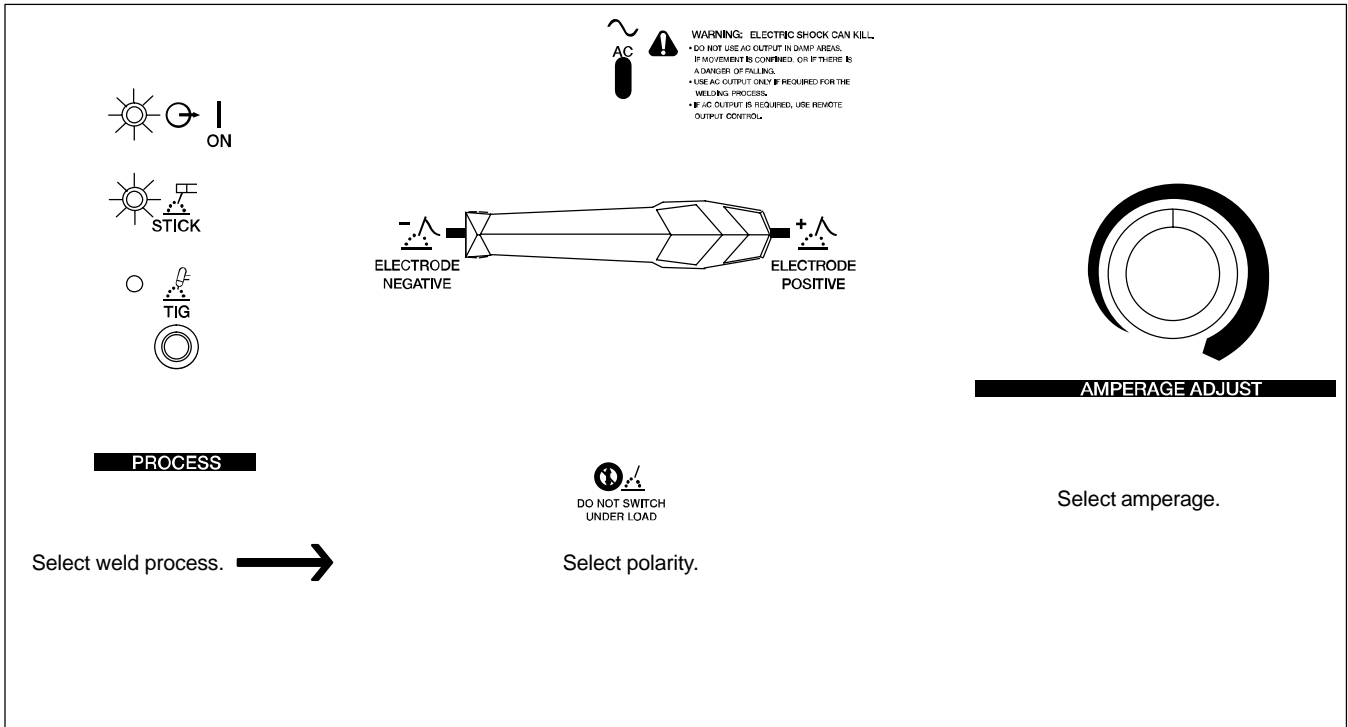 AC
WARNING: ELECTRIC SHOCK CAN KILL.
• DO NOT USE AC OUTPUT IN DAMP AREAS.
IF MOVEMENT IS CONFINED, OR IF THERE IS
A DANGER OF FALLING.
• USE AC OUTPUT ONLY IF REQUIRED FOR THE
WELDING PROCESS.
• IF AC OUTPUT IS REQUIRED, USE REMOTE
OUTPUT CONTROL.
ON
STICK
TIG
PROCESS
Select weld process.
-
ELECTRODE
NEGATIVE
+
ELECTRODE
POSITIVE
DO NOT SWITCH
UNDER LOAD
Select polarity.
AMPERAGE ADJUST
Select amperage.